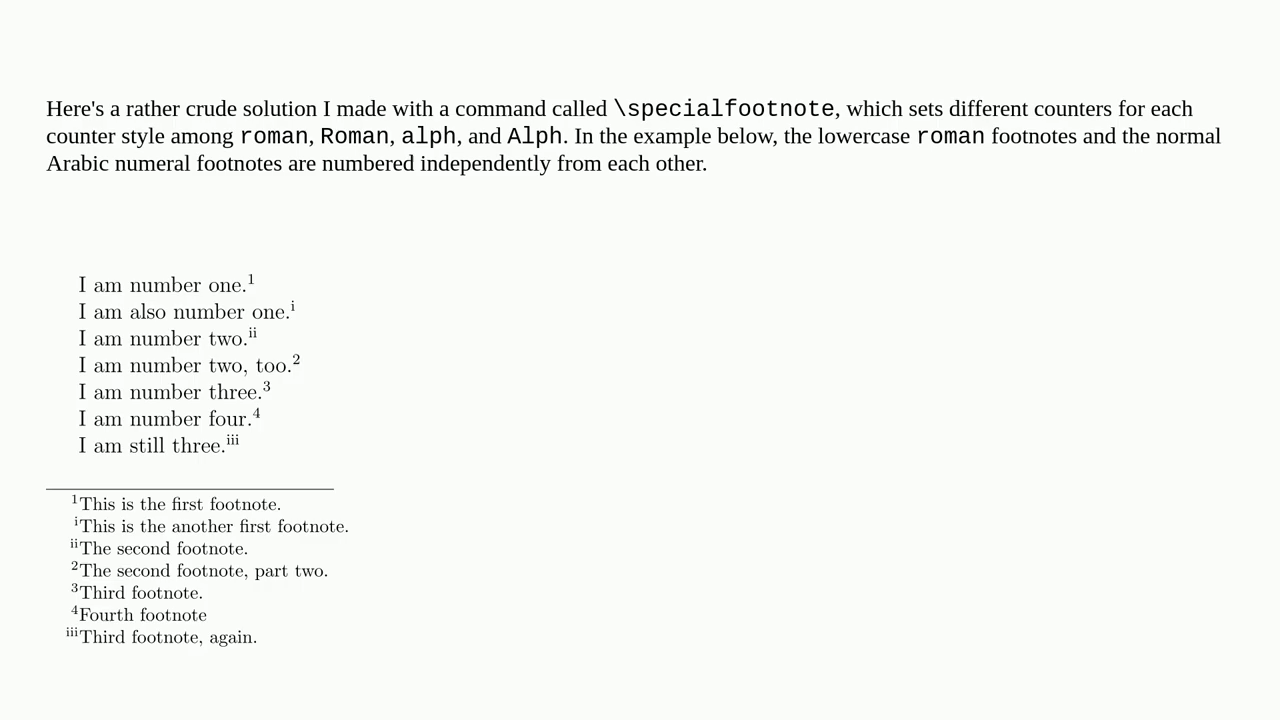 Here's a rather crude solution I made with a command called \specialfootnote, which sets different counters for each
counter style among roman, Roman, alph, and Alph. In the example below, the lowercase roman footnotes and the normal
Arabic numeral footnotes are numbered independently from each other.
I am number one.1
I am also number one.i
I am number two.ii
I am number two, too.2
I am number three.3
I am number four.4
I am still three.iii
1This is the first footnote.
iThis is the another first footnote.
iiThe second footnote.
2The second footnote, part two.
3Third footnote.
4Fourth footnote
iiiThird footnote, again.